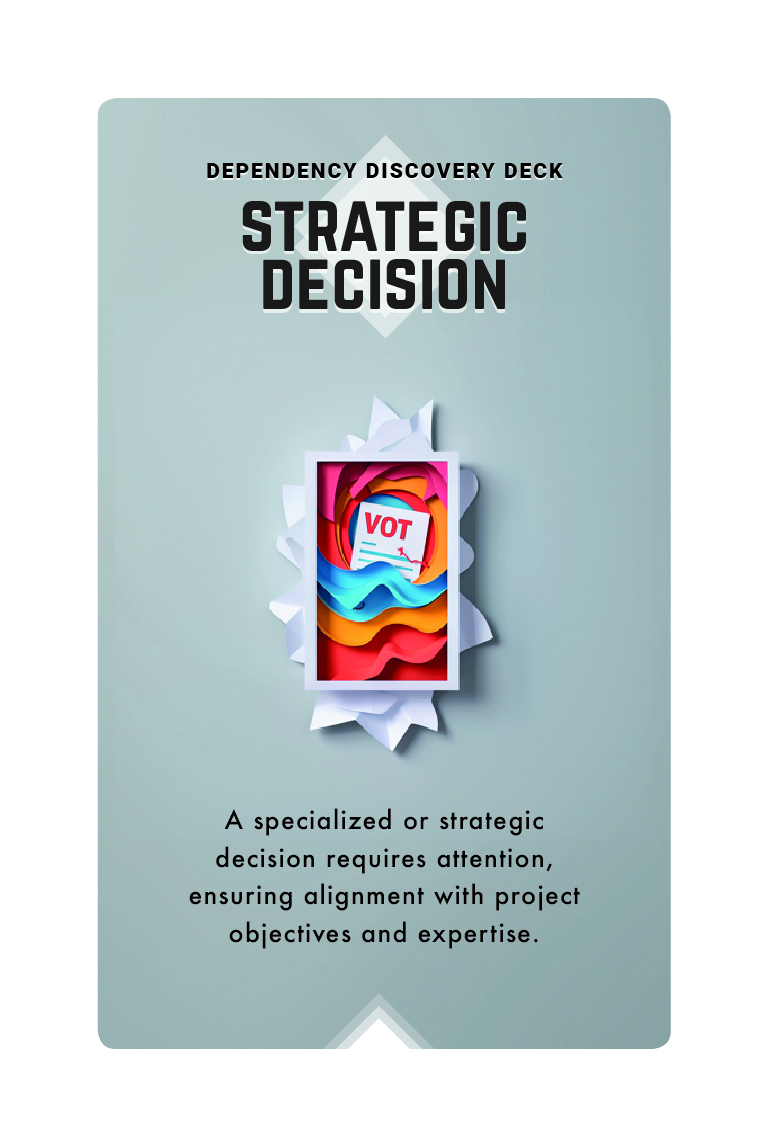 DEPENDENCY DISCOVERY DECK
STRATEGIC
DECISION
VOT
A specialized or strategic
decision requires attention,
ensuring alignment with project
objectives and expertise.